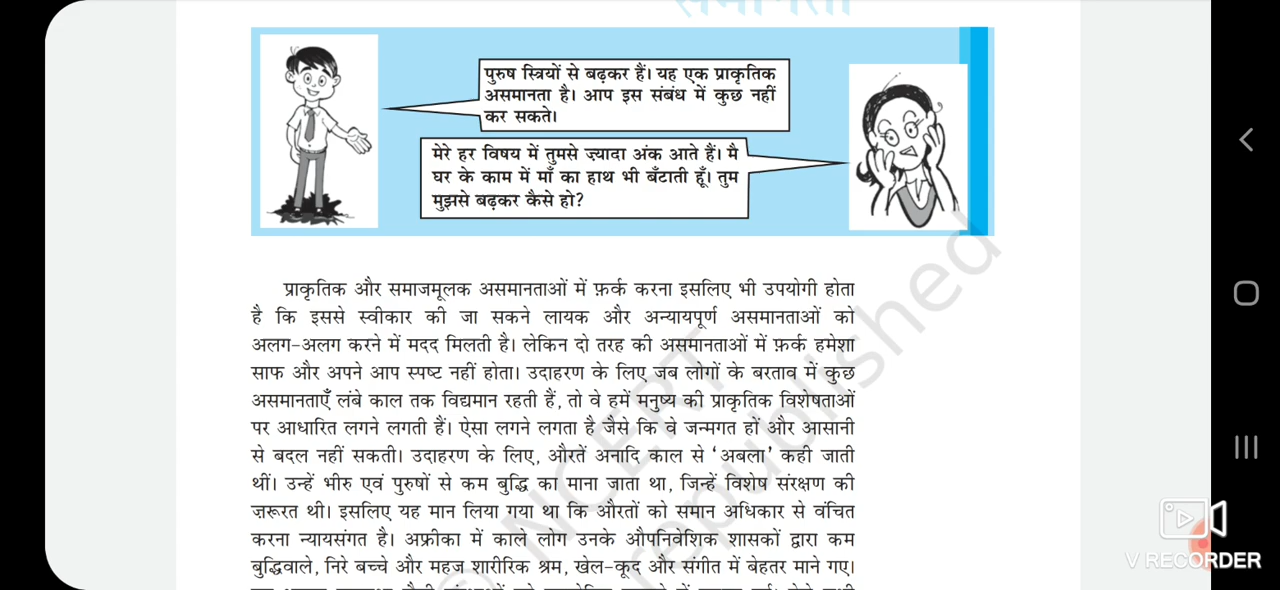 समानता
पुरुष स्त्रियों से बढ़कर हैं। यह एक प्राकृतिक
असमानता है। आप इस संबंध में कुछ नहीं
कर सकते।
मेरे हर विषय में तुमसे ज़्यादा अंक आते हैं। मै
घर के काम में माँ का हाथ भी बँटाती हूँ। तुम
मुझसे बढ़कर कैसे हो?
प्राकृतिक और समाजमूलक असमानताओं में फ़र्क करना इसलिए भी उपयोगी होता
है कि इससे स्वीकार की जा सकने लायक और अन्यायपूर्ण असमानताओं को
अलग-अलग करने में मदद मिलती है। लेकिन दो तरह की असमानताओं में फ़र्क हमेशा
साफ और अपने आप स्पष्ट नहीं होता। उदाहरण के लिए जब लोगों के बरताव में कुछ
असमानताएँ लंबे काल तक विद्यमान रहती हैं, तो वे हमें मनुष्य की प्राकृतिक विशेषताओं
पर आधारित लगने लगती हैं। ऐसा लगने लगता है जैसे कि वे जन्मगत हों और आसानी
से बदल नहीं सकती। उदाहरण के लिए, औरतें अनादि काल से ‘अबला’ कही जाती
थीं। उन्हें भीरु एवं पुरुषों से कम बुद्धि का माना जाता था, जिन्हें विशेष संरक्षण की
ज़रूरत थी। इसलिए यह मान लिया गया था कि औरतों को समान अधिकार से वंचित
करना न्यायसंगत है। अफ्रीका में काले लोग उनके औपनिवेशिक शासकों द्वारा कम
बुद्धिवाले, निरे बच्चे और महज शारीरिक श्रम, खेल-कूद और संगीत में बेहतर माने गए।
NCERT
republished
V RECORDER